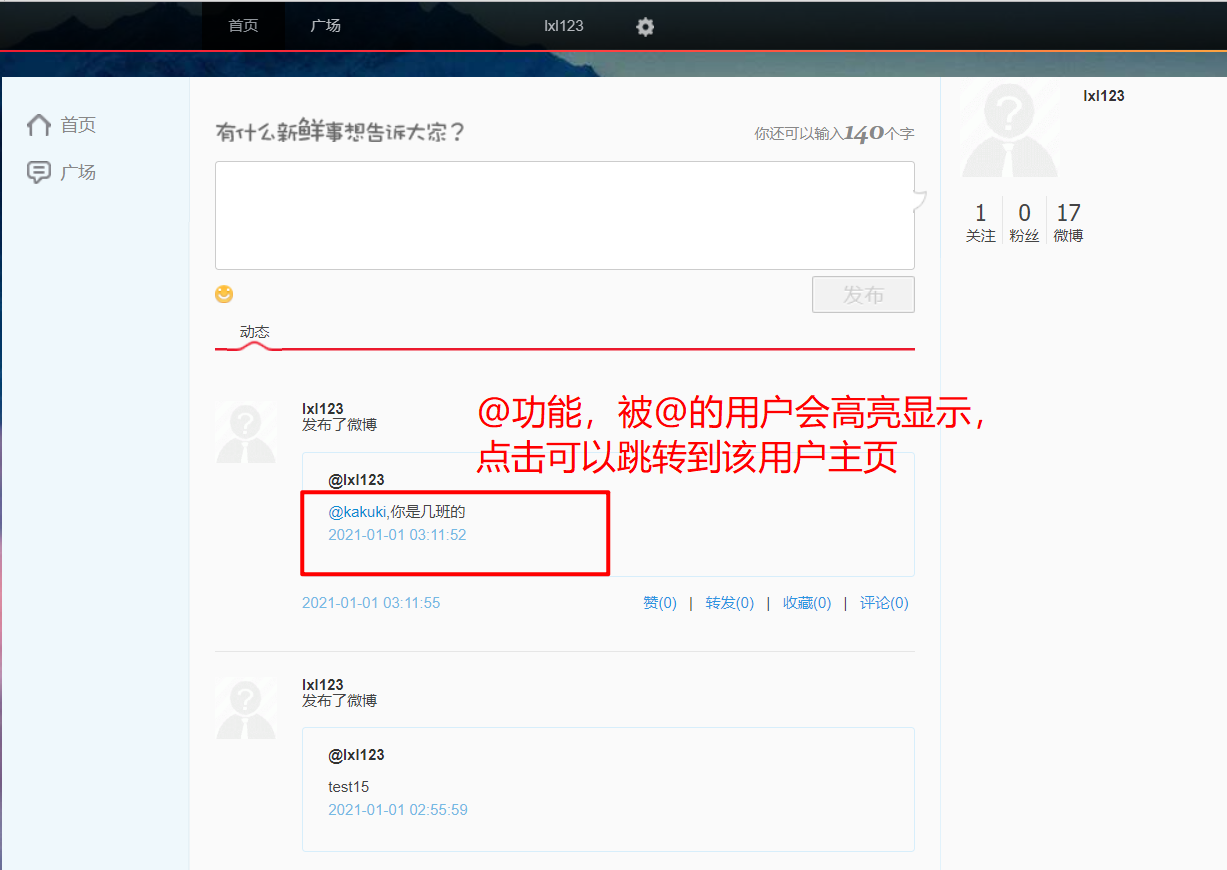 首页 广场 lxl123
首页
广场
有什么新鲜事想告诉大家？ 你还可以输入140个字
发布
动态
lxl123
发布了微博
@功能，被@的用户会高亮显示，
点击可以跳转到该用户主页
@lxl123
@kakuki,你是几班的
2021-01-01 03:11:52
2021-01-01 03:11:55 赞(0) | 转发(0) | 收藏(0) | 评论(0)
lxl123
发布了微博
@lxl123
test15
2021-01-01 02:55:59
lxl123
1 0 17
关注 粉丝 微博